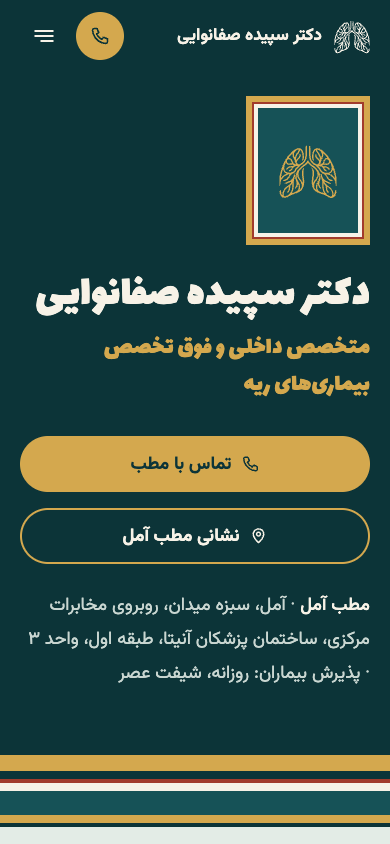 دکتر سپیده صفانوایی
دکتر سپیده صفانوایی
متخصص داخلی و فوق تخصص
بیماری‌های ریه
تماس با مطب
نشانی مطب آمل
مطب آمل · آمل، سبزه میدان، روبروی مخابرات
مرکزی، ساختمان پزشکان آنیتا، طبقه اول، واحد ۳
· پذیرش بیماران: روزانه، شیفت عصر